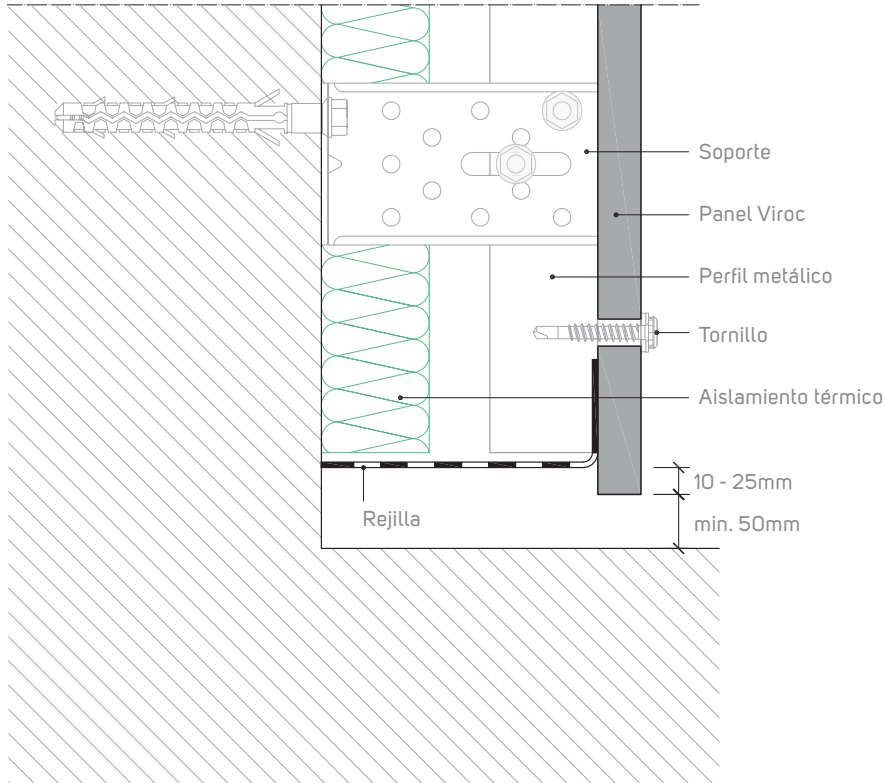 Soporte
Panel Viroc
Perfil metálico
Tornillo
Aislamiento térmico
10 - 25mm
Rejilla
min. 50mm